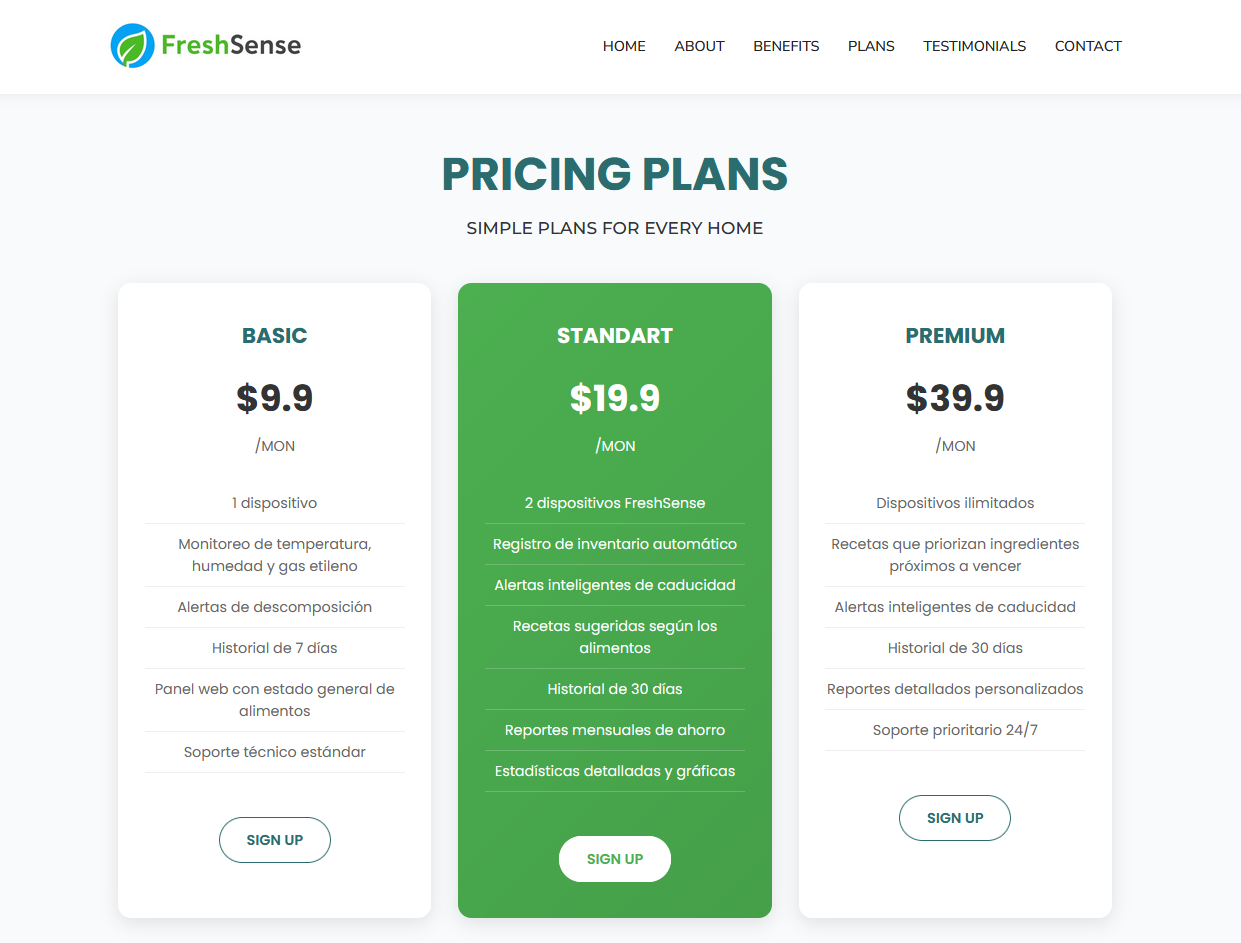 FreshSense
HOME ABOUT BENEFITS PLANS TESTIMONIALS CONTACT
PRICING PLANS
SIMPLE PLANS FOR EVERY HOME
BASIC
$9.9
/MON
1 dispositivo
Monitoreo de temperatura,
humedad y gas etileno
Alertas de descomposición
Historial de 7 días
Panel web con estado general de
alimentos
Soporte técnico estándar
SIGN UP
STANDART
$19.9
/MON
2 dispositivos FreshSense
Registro de inventario automático
Alertas inteligentes de caducidad
Recetas sugeridas según los
alimentos
Historial de 30 días
Reportes mensuales de ahorro
Estadísticas detalladas y gráficas
SIGN UP
PREMIUM
$39.9
/MON
Dispositivos ilimitados
Recetas que priorizan ingredientes
próximos a vencer
Alertas inteligentes de caducidad
Historial de 30 días
Reportes detallados personalizados
Soporte prioritario 24/7
SIGN UP